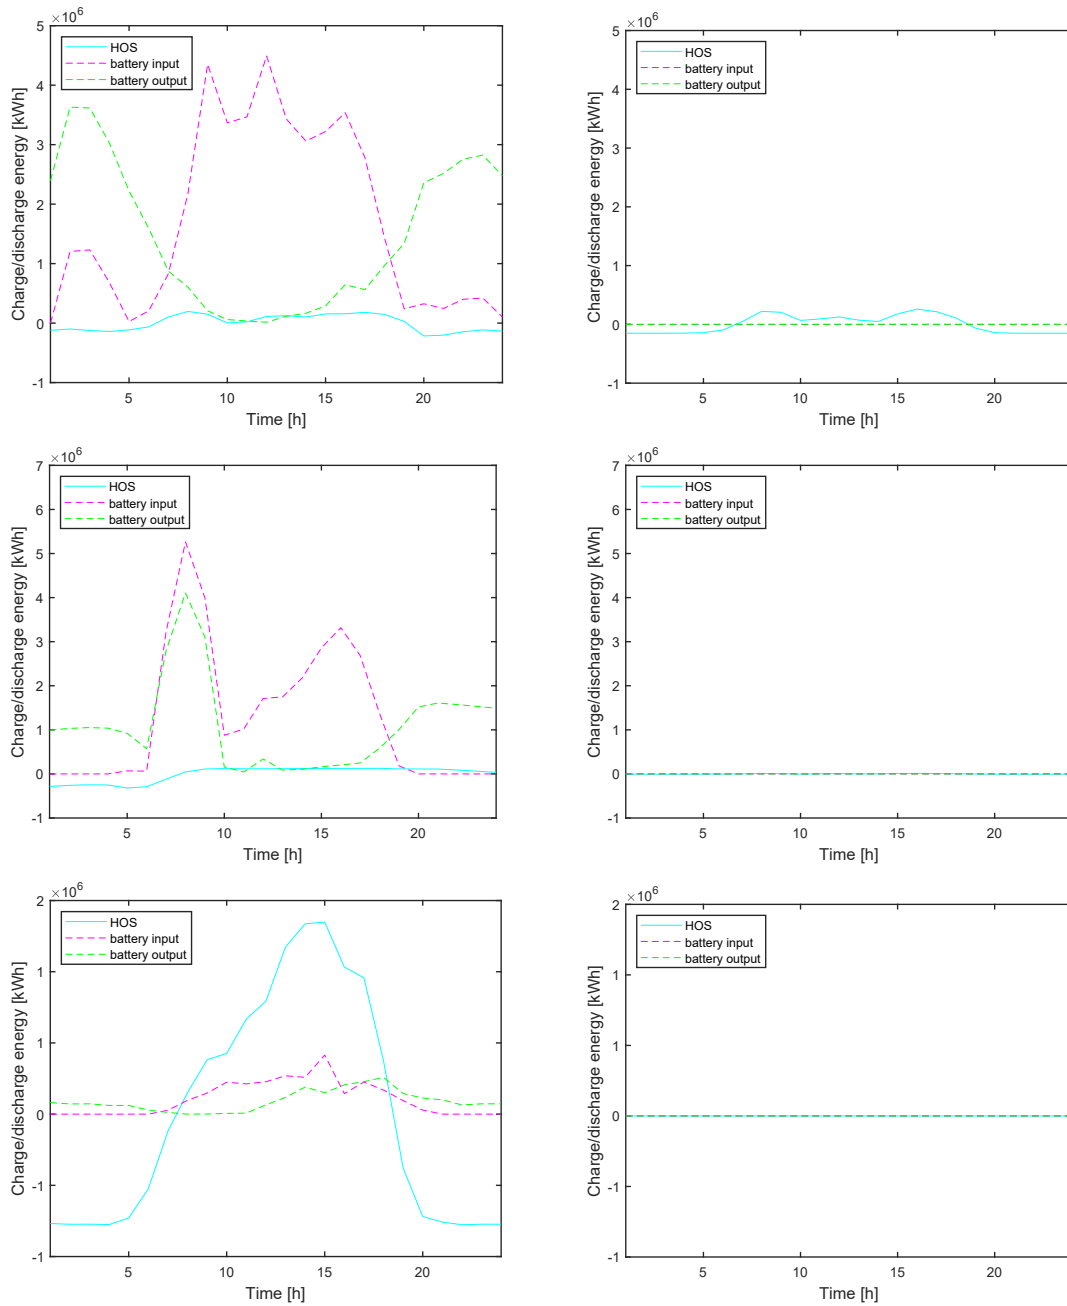 ×10^6
5
4
3
2
1
0
-1
5
10
15
20
Time [h]
Charge/discharge energy [kWh]
HOS
battery input
battery output
×10^6
5
4
3
2
1
0
-1
5
10
15
20
Time [h]
Charge/discharge energy [kWh]
HOS
battery input
battery output
×10^6
7
6
5
4
3
2
1
0
-1
5
10
15
20
Time [h]
Charge/discharge energy [kWh]
HOS
battery input
battery output
×10^6
7
6
5
4
3
2
1
0
-1
5
10
15
20
Time [h]
Charge/discharge energy [kWh]
HOS
battery input
battery output
×10^6
2
1
1
0
-1
-1
5
10
15
20
Time [h]
Charge/discharge energy [kWh]
HOS
battery input
battery output
×10^6
2
1
1
0
-1
-1
5
10
15
20
Time [h]
Charge/discharge energy [kWh]
HOS
battery input
battery output